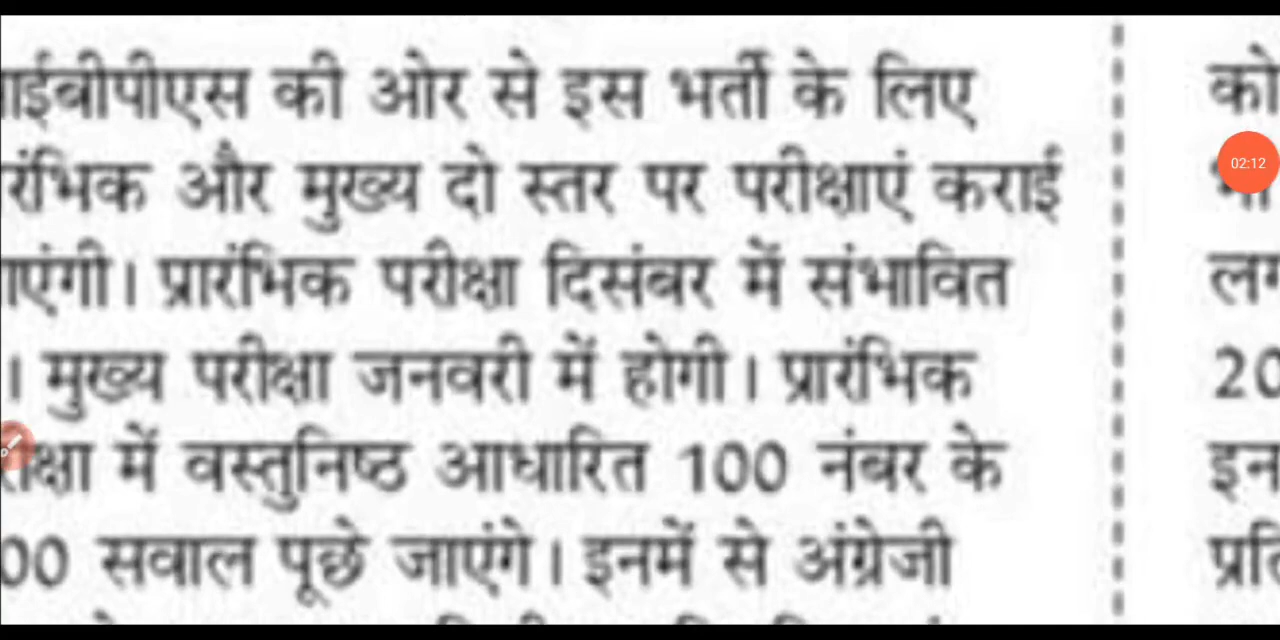 ाईबीपीएस की ओर से इस भर्ती के लिए
रंभिक और मुख्य दो स्तर पर परीक्षाएं कराई
ाएंगी। प्रारंभिक परीक्षा दिसंबर में संभावित
। मुख्य परीक्षा जनवरी में होगी। प्रारंभिक
क्षा में वस्तुनिष्ठ आधारित 100 नंबर के
00 सवाल पूछे जाएंगे। इनमें से अंग्रेजी
को
02:12
20
इन
प्रति